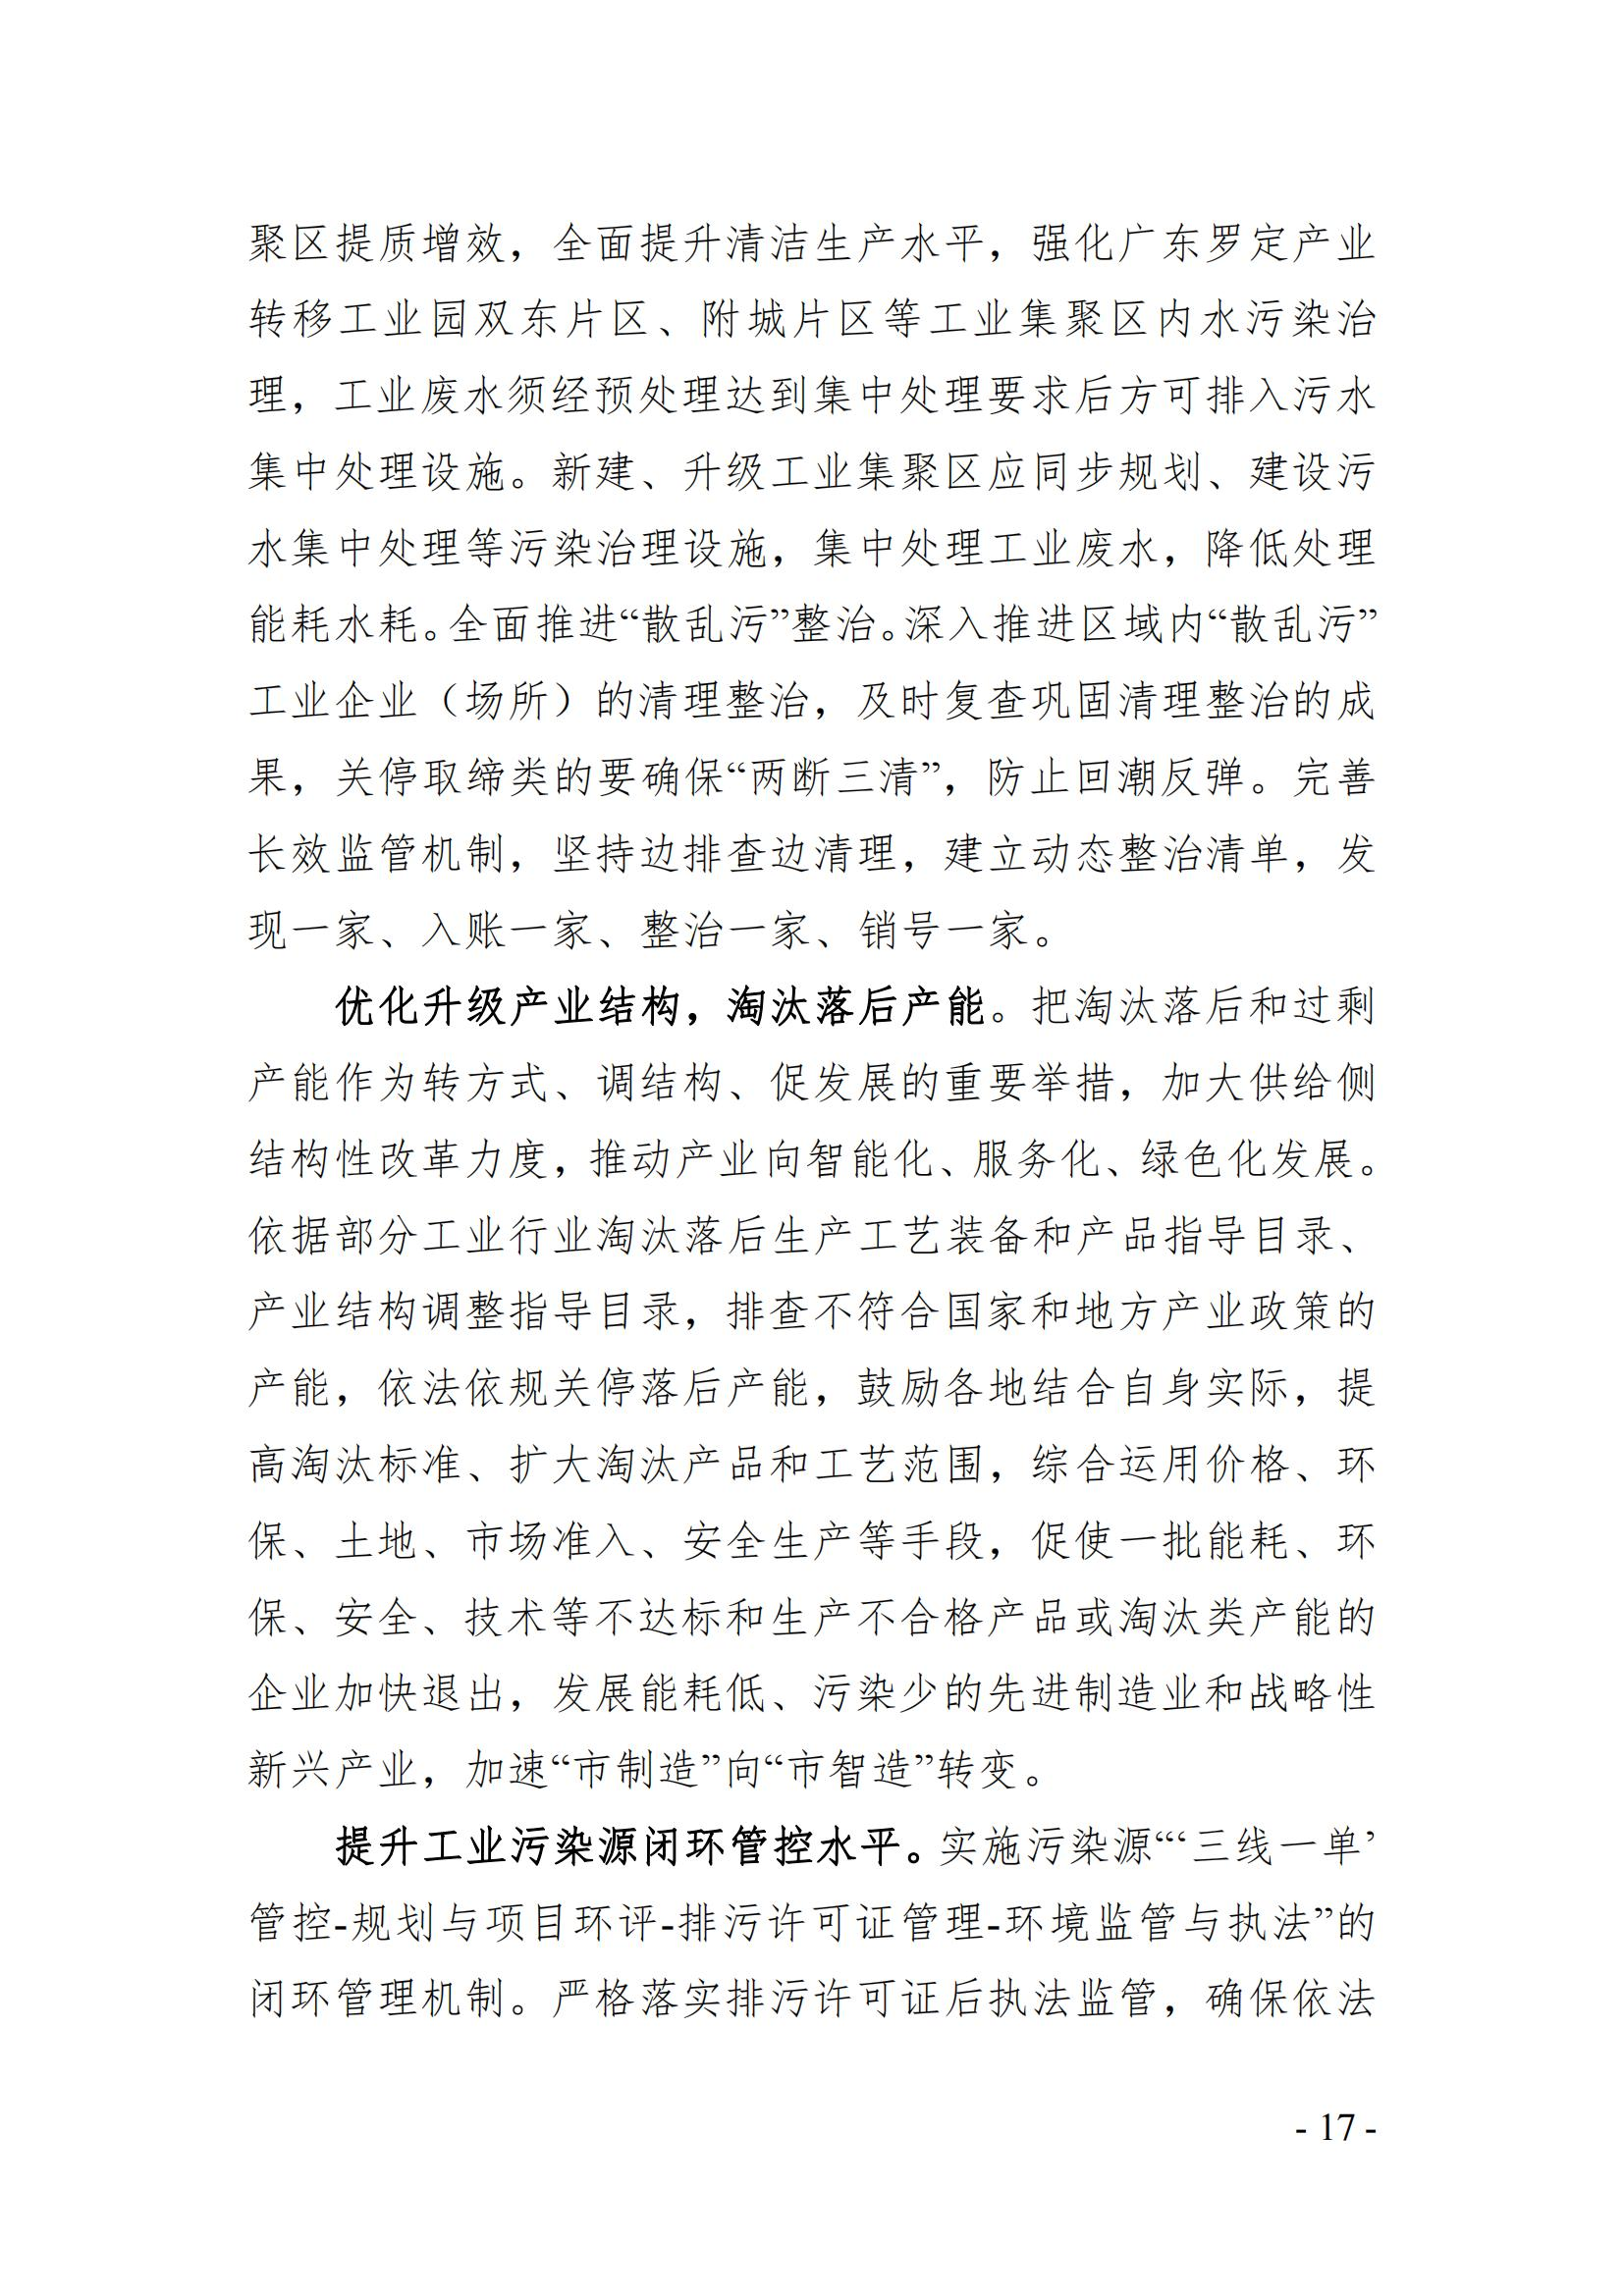 聚区提质增效，全面提升清洁生产水平，强化广东罗定产业
转移工业园双东片区、附城片区等工业集聚区内水污染治
理，工业废水须经预处理达到集中处理要求后方可排入污水
集中处理设施。新建、升级工业集聚区应同步规划、建设污
水集中处理等污染治理设施，集中处理工业废水，降低处理
能耗水耗。全面推进“散乱污”整治。深入推进区域内“散乱污”
工业企业（场所）的清理整治，及时复查巩固清理整治的成
果，关停取缔类的要确保“两断三清”，防止回潮反弹。完善
长效监管机制，坚持边排查边清理，建立动态整治清单，发
现一家、入账一家、整治一家、销号一家。
优化升级产业结构，淘汰落后产能。把淘汰落后和过剩
产能作为转方式、调结构、促发展的重要举措，加大供给侧
结构性改革力度，推动产业向智能化、服务化、绿色化发展。
依据部分工业行业淘汰落后生产工艺装备和产品指导目录、
产业结构调整指导目录，排查不符合国家和地方产业政策的
产能，依法依规关停落后产能，鼓励各地结合自身实际，提
高淘汰标准、扩大淘汰产品和工艺范围，综合运用价格、环
保、土地、市场准入、安全生产等手段，促使一批能耗、环
保、安全、技术等不达标和生产不合格产品或淘汰类产能的
企业加快退出，发展能耗低、污染少的先进制造业和战略性
新兴产业，加速“市制造”向“市智造”转变。
提升工业污染源闭环管控水平。实施污染源“‘三线一单’
管控-规划与项目环评-排污许可证管理-环境监管与执法”的
闭环管理机制。严格落实排污许可证后执法监管，确保依法
- 17 -